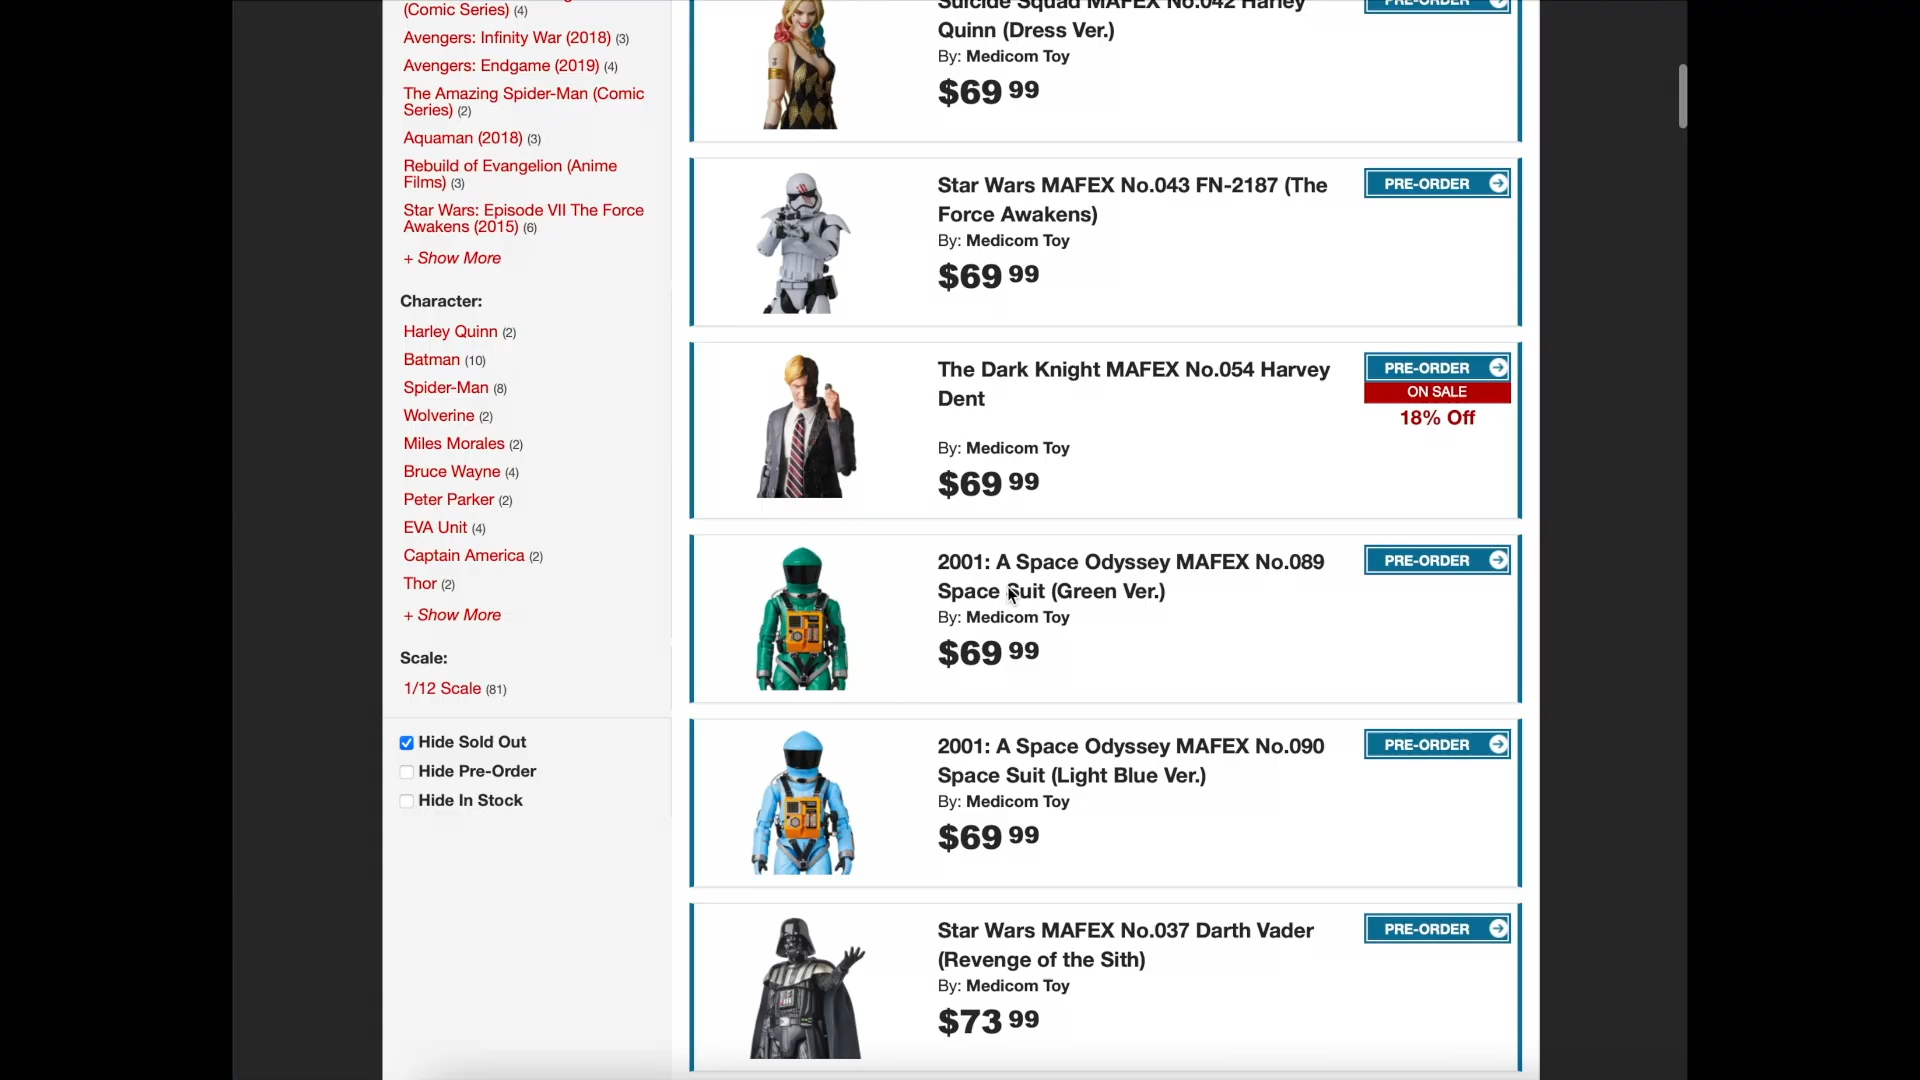 (Comic Series) (4)
Avengers: Infinity War (2018) (3)
Avengers: Endgame (2019) (4)
The Amazing Spider-Man (Comic
Series) (2)
Aquaman (2018) (3)
Rebuild of Evangelion (Anime
Films) (3)
Star Wars: Episode VII The Force
Awakens (2015) (6)
+ Show More
Character:
Harley Quinn (2)
Batman (10)
Spider-Man (8)
Wolverine (2)
Miles Morales (2)
Bruce Wayne (4)
Peter Parker (2)
EVA Unit (4)
Captain America (2)
Thor (2)
+ Show More
Scale:
1/12 Scale (81)
Hide Sold Out
Hide Pre-Order
Hide In Stock
Suicide Squad MAFEX No.042 Harley
Quinn (Dress Ver.)
By: Medicom Toy
$69 99
PRE-ORDER
Star Wars MAFEX No.043 FN-2187 (The
Force Awakens)
By: Medicom Toy
$69 99
PRE-ORDER
The Dark Knight MAFEX No.054 Harvey
Dent
By: Medicom Toy
$69 99
PRE-ORDER
ON SALE
18% Off
2001: A Space Odyssey MAFEX No.089
Space Suit (Green Ver.)
By: Medicom Toy
$69 99
PRE-ORDER
2001: A Space Odyssey MAFEX No.090
Space Suit (Light Blue Ver.)
By: Medicom Toy
$69 99
PRE-ORDER
Star Wars MAFEX No.037 Darth Vader
(Revenge of the Sith)
By: Medicom Toy
$73 99
PRE-ORDER